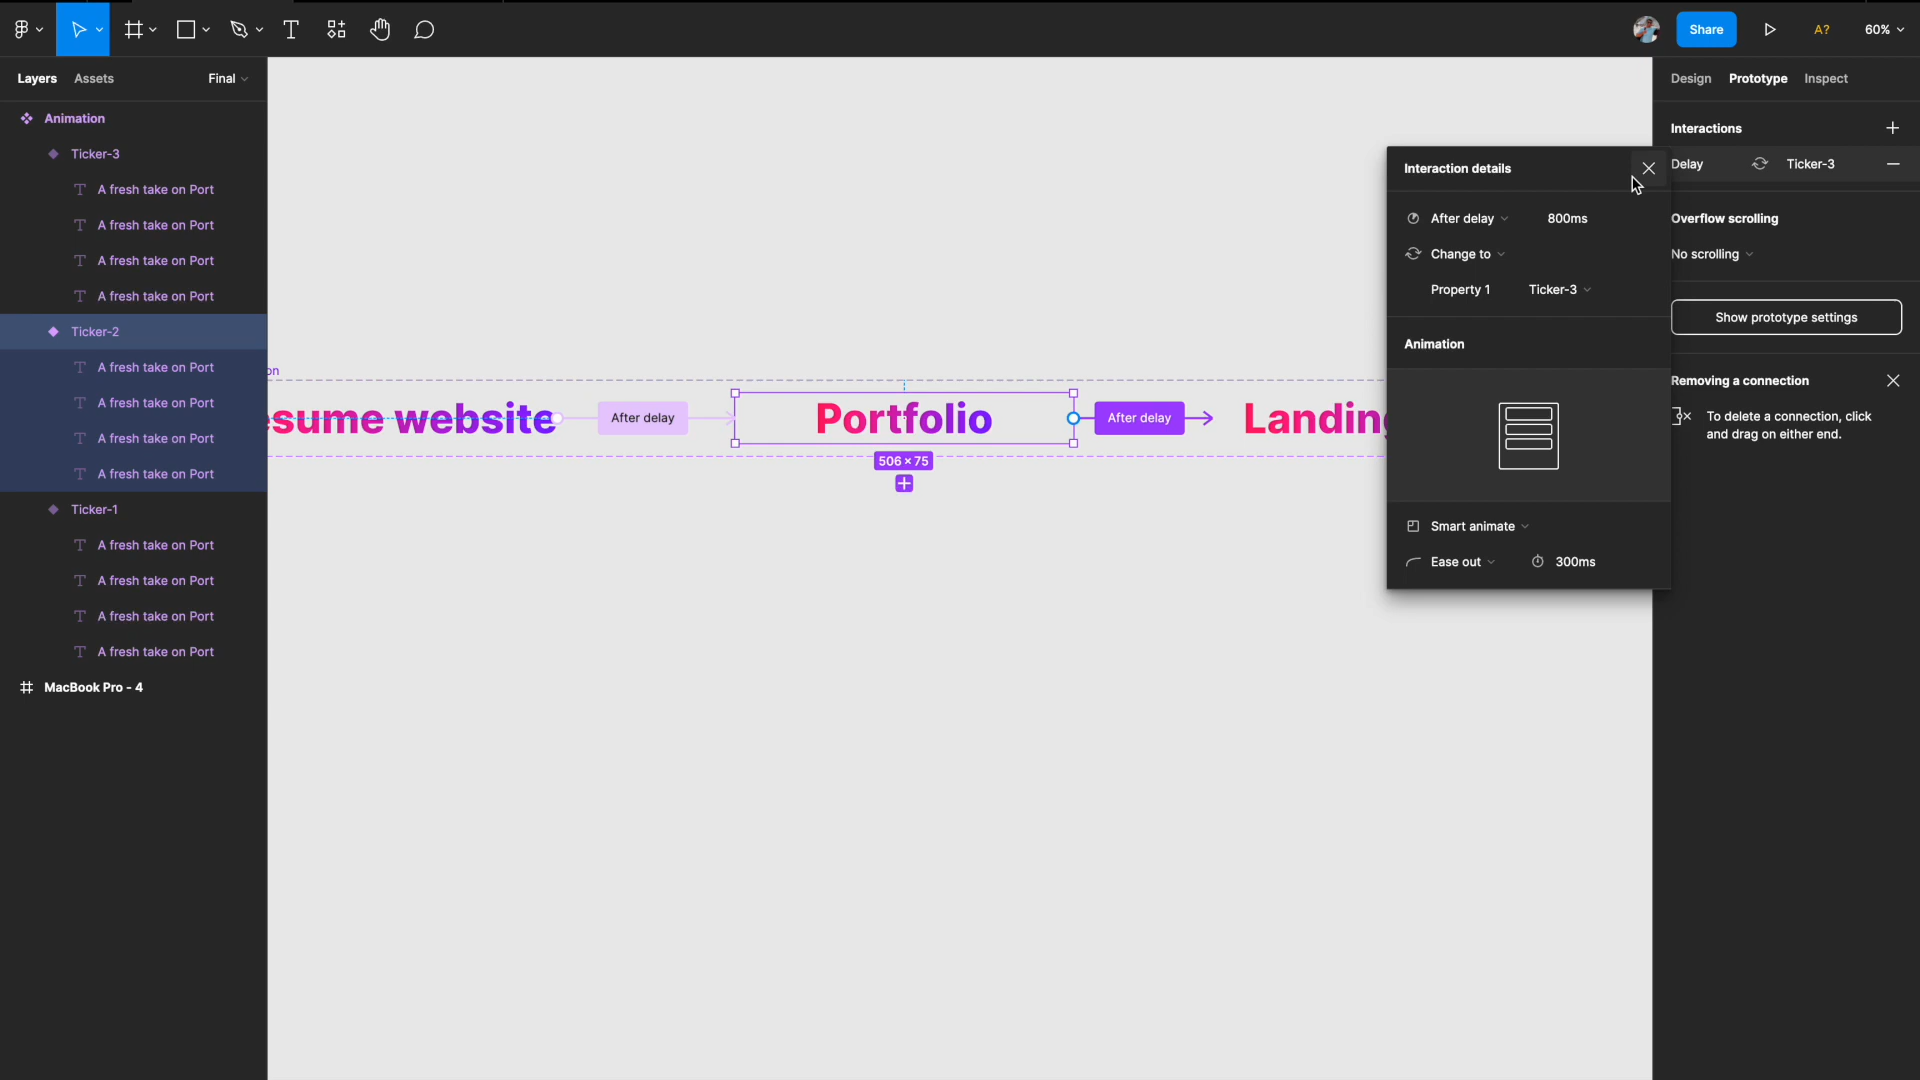 Share
A?
60%
Layers
Assets
Final
Design
Prototype
Inspect
Animation
Ticker-3
A fresh take on Port
A fresh take on Port
A fresh take on Port
A fresh take on Port
Ticker-2
A fresh take on Port
A fresh take on Port
A fresh take on Port
A fresh take on Port
Ticker-1
A fresh take on Port
A fresh take on Port
A fresh take on Port
A fresh take on Port
MacBook Pro - 4
on
esume website
After delay
Portfolio
After delay
Landing
506 × 75
Interaction details
After delay
800ms
Change to
Property 1
Ticker-3
Animation
Smart animate
Ease out
300ms
Interactions
Delay
Ticker-3
Overflow scrolling
No scrolling
Show prototype settings
Removing a connection
To delete a connection, click
and drag on either end.